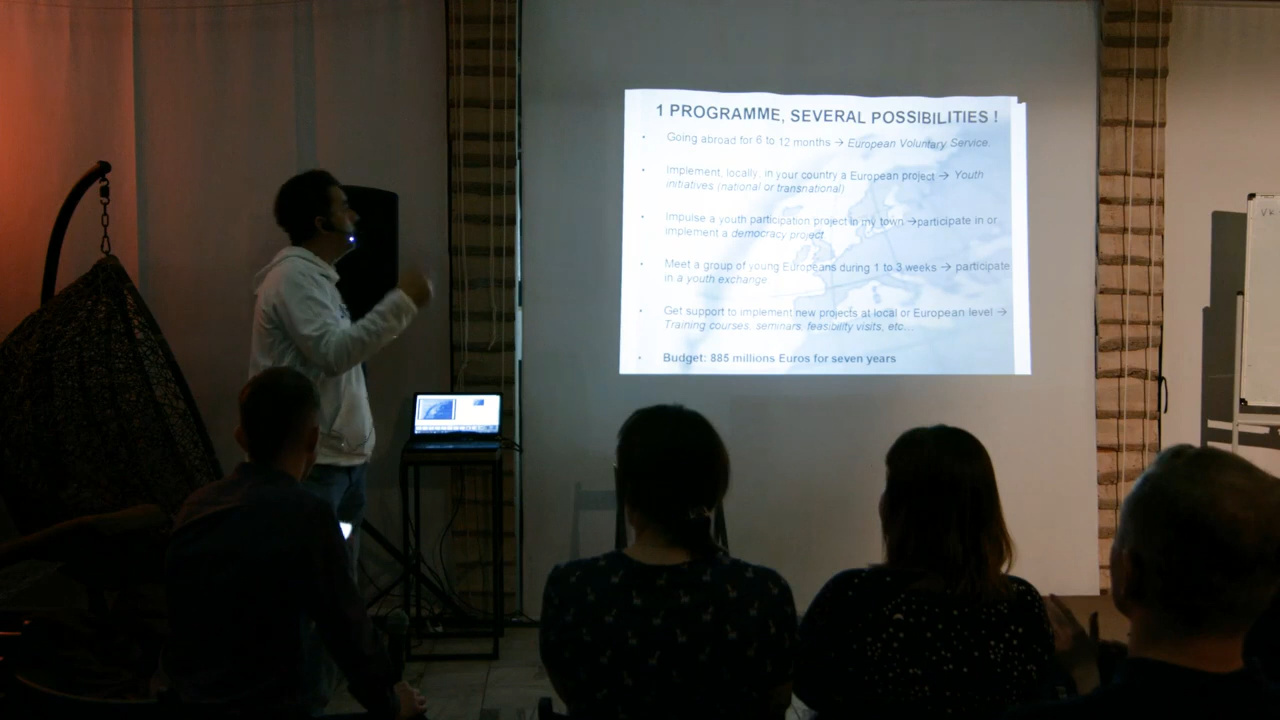 1 PROGRAMME, SEVERAL POSSIBILITIES !
• Going abroad for 6 to 12 months → European Voluntary Service.
• Implement, locally, in your country a European project → Youth
initiatives (national or transnational)
• Impulse a youth participation project in my town →participate in or
implement a democracy project
• Meet a group of young Europeans during 1 to 3 weeks → participate
in a youth exchange
• Get support to implement new projects at local or European level →
Training courses, seminars, feasibility visits, etc...
• Budget: 885 millions Euros for seven years